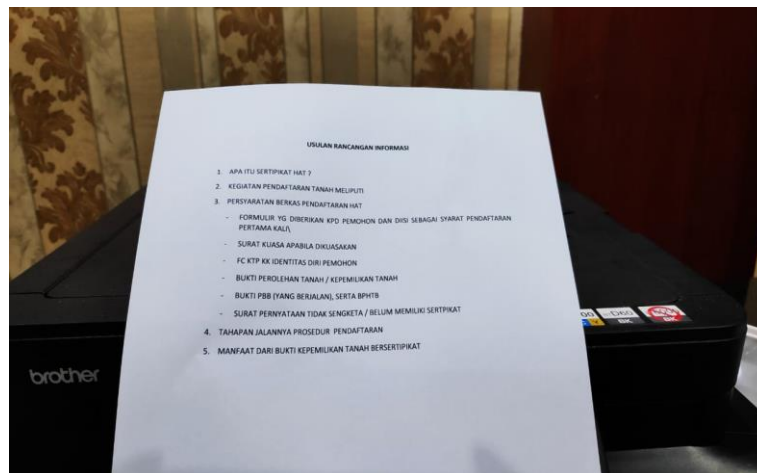 USULAN RANCANGAN INFORMASI
1. APA ITU SERTIPIKAT HAT ?
2. KEGIATAN PENDAFTARAN TANAH MELIPUTI
3. PERSYARATAN BERKAS PENDAFTARAN HAT
- FORMULIR YG DIBERIKAN KPD PEMOHON DAN DIISI SEBAGAI SYARAT PENDAFTARAN
PERTAMA KALI\
- SURAT KUASA APABILA DIKUASAKAN
- FC KTP KK IDENTITAS DIRI PEMOHON
- BUKTI PEROLEHAN TANAH / KEPEMILIKAN TANAH
- BUKTI PBB (YANG BERJALAN), SERTA BPHTB
- SURAT PERNYATAAN TIDAK SENGKETA / BELUM MEMILIKI SERTPIKAT
4. TAHAPAN JALANNYA PROSEDUR PENDAFTARAN
5. MANFAAT DARI BUKTI KEPEMILIKAN TANAH BERSERTIPIKAT
brother
D60
BK
BK
Y